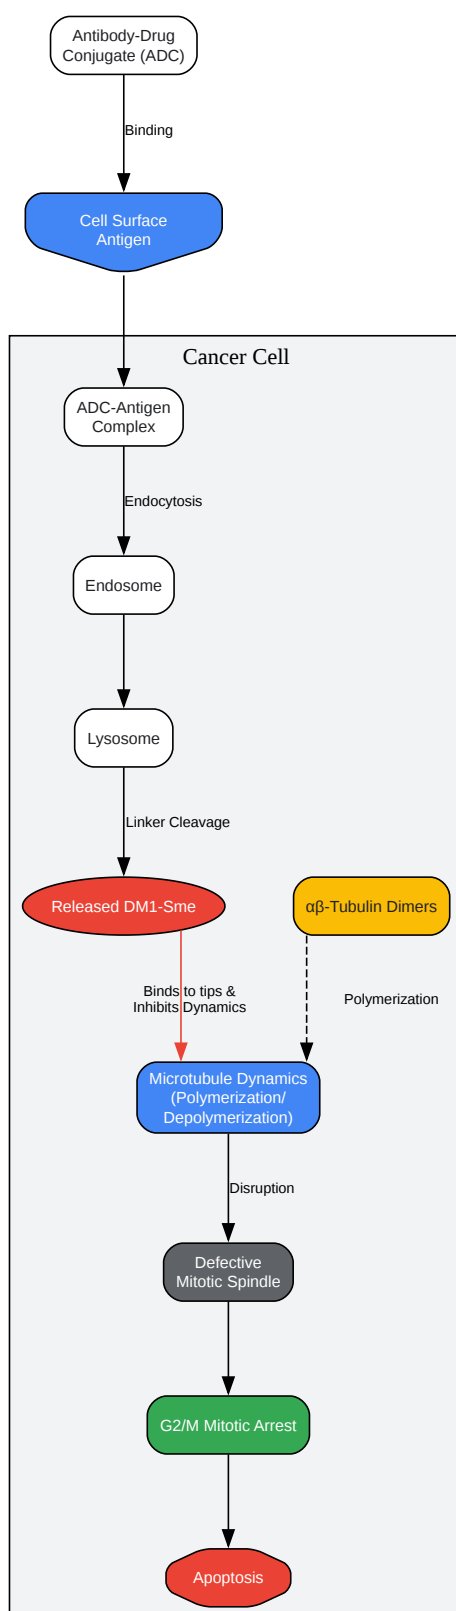 Antibody-Drug
Conjugate (ADC)
Binding
Cell Surface
Antigen
Cancer Cell
ADC-Antigen
Complex
Endocytosis
Endosome
Lysosome
Linker Cleavage
Released DM1-Sme
αβ-Tubulin Dimers
Binds to tips &
Inhibits Dynamics
Polymerization
Microtubule Dynamics
(Polymerization/
Depolymerization)
Disruption
Defective
Mitotic Spindle
G2/M Mitotic Arrest
Apoptosis